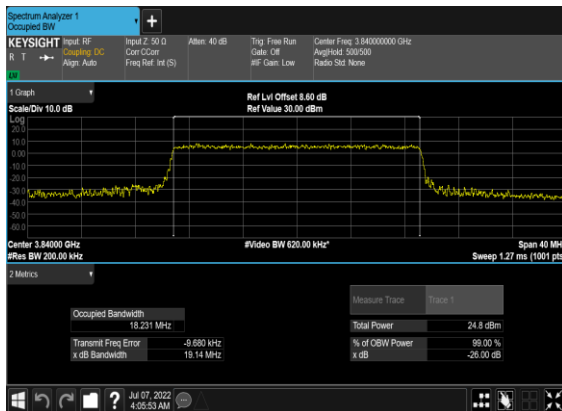 Spectrum Analyzer 1
Occupied BW
KEYSIGHT Input: RF Input Z: 50 Ω Atten: 40 dB Trig: Free Run Center Freq: 3.840000000 GHz
Coupling: DC Corr CCorr Gate: Off Avg|Hold: 500/500
R T Align: Auto Freq Ref: Int (S) #IF Gain: Low Radio Std: None
1 Graph
Ref Lvl Offset 8.60 dB
Scale/Div 10.0 dB Ref Value 30.00 dBm
Log
20.0
10.0
0.00
-10.0
-20.0
-30.0
-40.0
-50.0
-60.0
Center 3.84000 GHz #Video BW 620.00 kHz* Span 40 MH
#Res BW 200.00 kHz Sweep 1.27 ms (1001 pts
2 Metrics
Measure Trace Trace 1
Occupied Bandwidth
18.231 MHz
Total Power 24.8 dBm
Transmit Freq Error -9.680 kHz % of OBW Power 99.00 %
x dB Bandwidth 19.14 MHz x dB -26.00 dB
Jul 07, 2022
4:05:53 AM